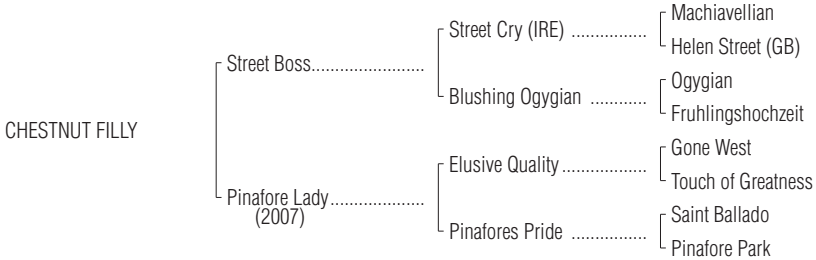 Machiavellian
Street Cry (IRE) ................
Helen Street (GB)
Street Boss........................
Ogygian
Blushing Ogygian ............
Fruhlingshochzeit
CHESTNUT FILLY
Gone West
Elusive Quality ..................
Touch of Greatness
Pinafore Lady....................
(2007)
Saint Ballado
Pinafores Pride ................
Pinafore Park